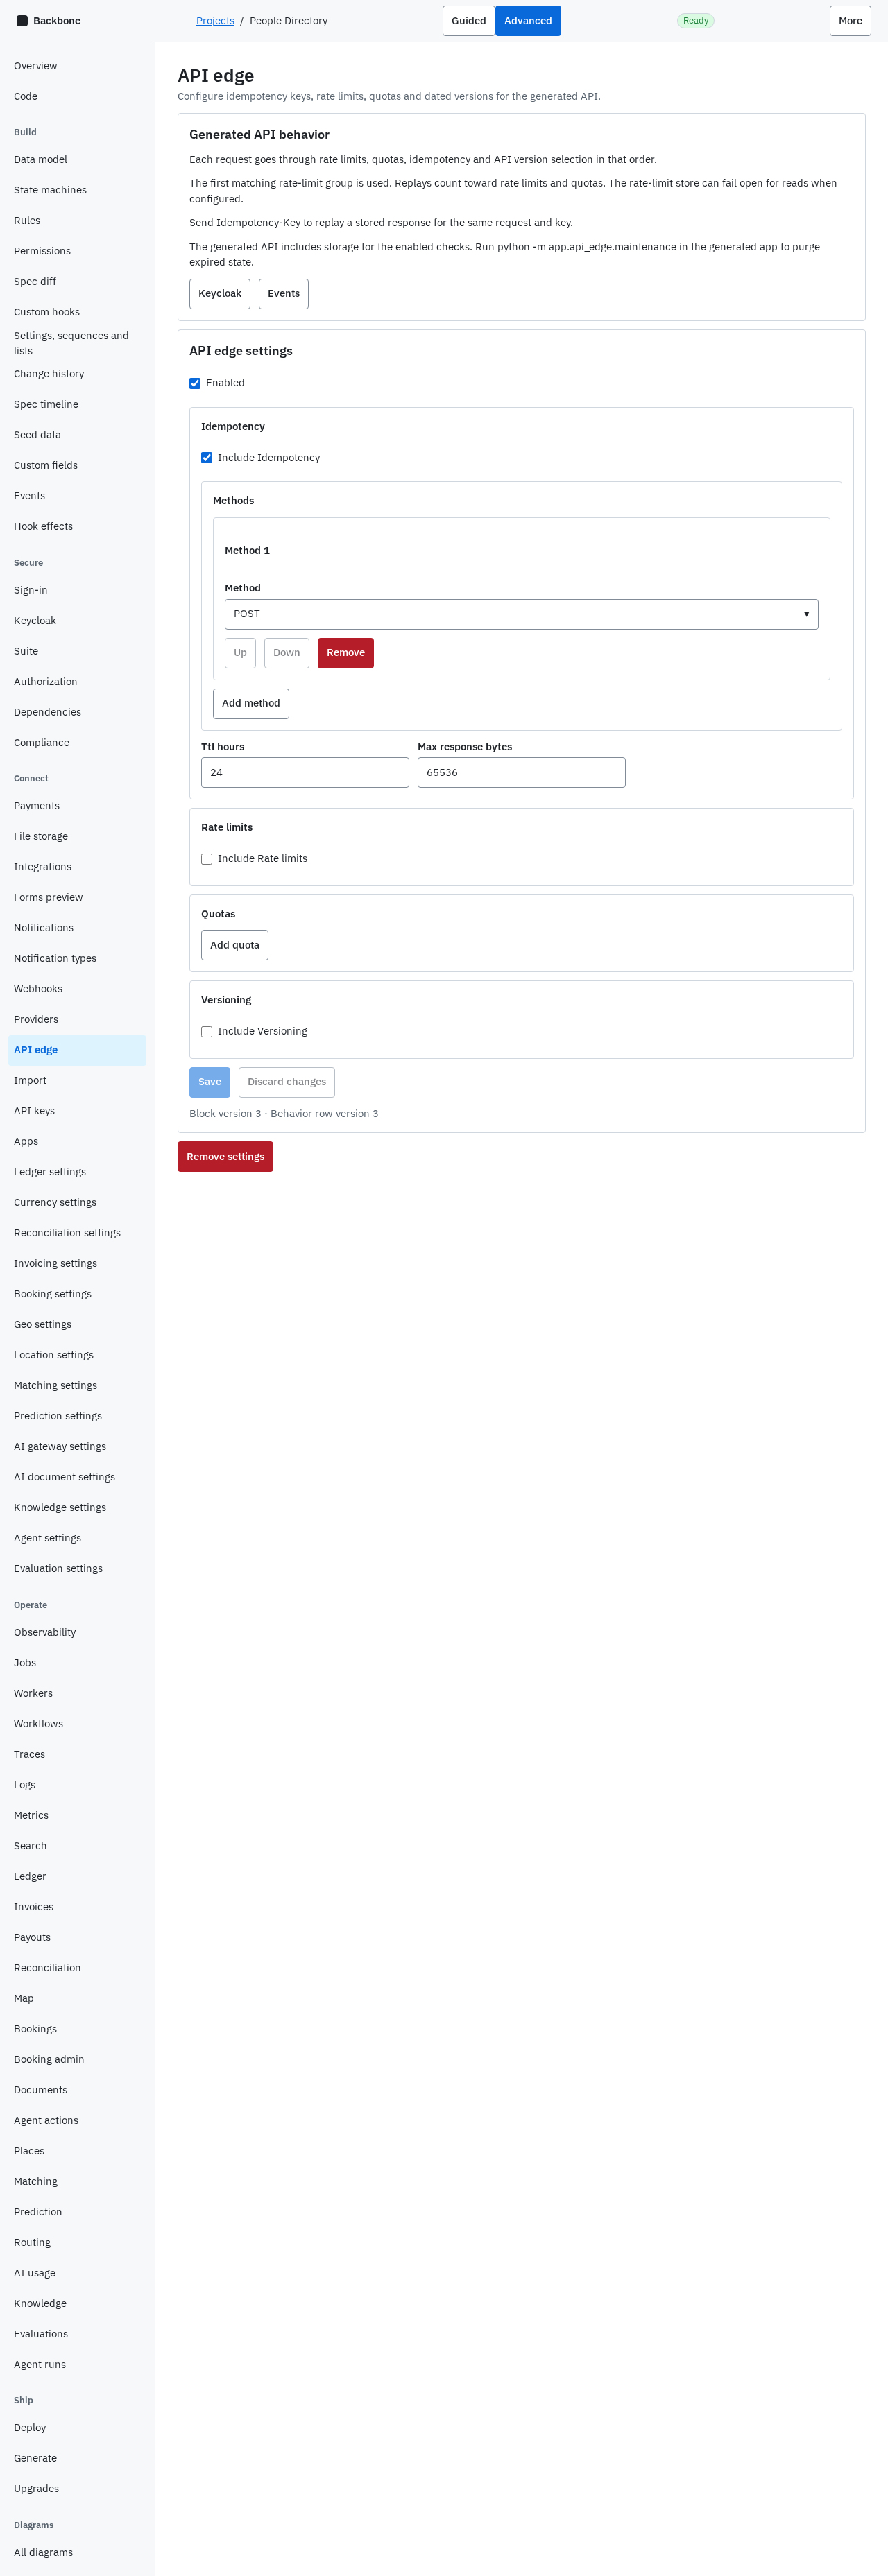 Backbone
Projects / People Directory
Guided
Advanced
Ready
More
Overview
Code
Build
Data model
State machines
Rules
Permissions
Spec diff
Custom hooks
Settings, sequences and
lists
Change history
Spec timeline
Seed data
Custom fields
Events
Hook effects
Secure
Sign-in
Keycloak
Suite
Authorization
Dependencies
Compliance
Connect
Payments
File storage
Integrations
Forms preview
Notifications
Notification types
Webhooks
Providers
API edge
Import
API keys
Apps
Ledger settings
Currency settings
Reconciliation settings
Invoicing settings
Booking settings
Geo settings
Location settings
Matching settings
Prediction settings
AI gateway settings
AI document settings
Knowledge settings
Agent settings
Evaluation settings
Operate
Observability
Jobs
Workers
Workflows
Traces
Logs
Metrics
Search
Ledger
Invoices
Payouts
Reconciliation
Map
Bookings
Booking admin
Documents
Agent actions
Places
Matching
Prediction
Routing
AI usage
Knowledge
Evaluations
Agent runs
Ship
Deploy
Generate
Upgrades
Diagrams
All diagrams
API edge
Configure idempotency keys, rate limits, quotas and dated versions for the generated API.
Generated API behavior
Each request goes through rate limits, quotas, idempotency and API version selection in that order.
The first matching rate-limit group is used. Replays count toward rate limits and quotas. The rate-limit store can fail open for reads when
configured.
Send Idempotency-Key to replay a stored response for the same request and key.
The generated API includes storage for the enabled checks. Run python -m app.api_edge.maintenance in the generated app to purge
expired state.
Keycloak
Events
API edge settings
Enabled
Idempotency
Include Idempotency
Methods
Method 1
Method
POST
Up
Down
Remove
Add method
Ttl hours
Max response bytes
24
65536
Rate limits
Include Rate limits
Quotas
Add quota
Versioning
Include Versioning
Save
Discard changes
Block version 3 · Behavior row version 3
Remove settings